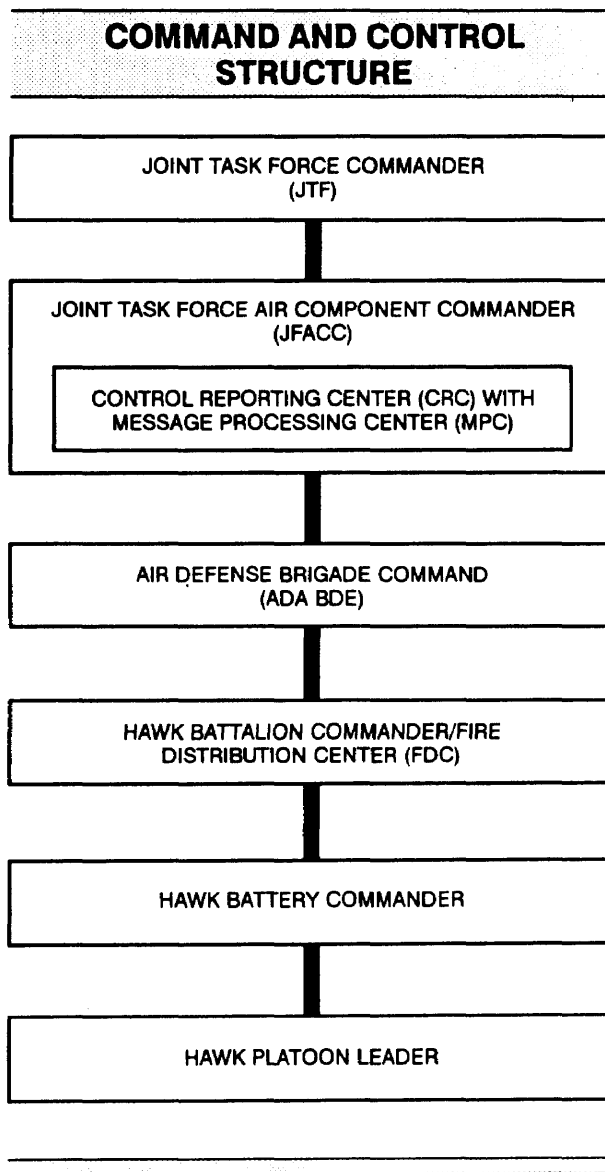 COMMAND AND CONTROL
STRUCTURE
JOINT TASK FORCE COMMANDER
(JTF)
JOINT TASK FORCE AIR COMPONENT COMMANDER
(JFACC)
CONTROL REPORTING CENTER (CRC) WITH
MESSAGE PROCESSING CENTER (MPC)
AIR DEFENSE BRIGADE COMMAND
(ADA BDE)
HAWK BATTALION COMMANDER/FIRE
DISTRIBUTION CENTER (FDC)
HAWK BATTERY COMMANDER
HAWK PLATOON LEADER